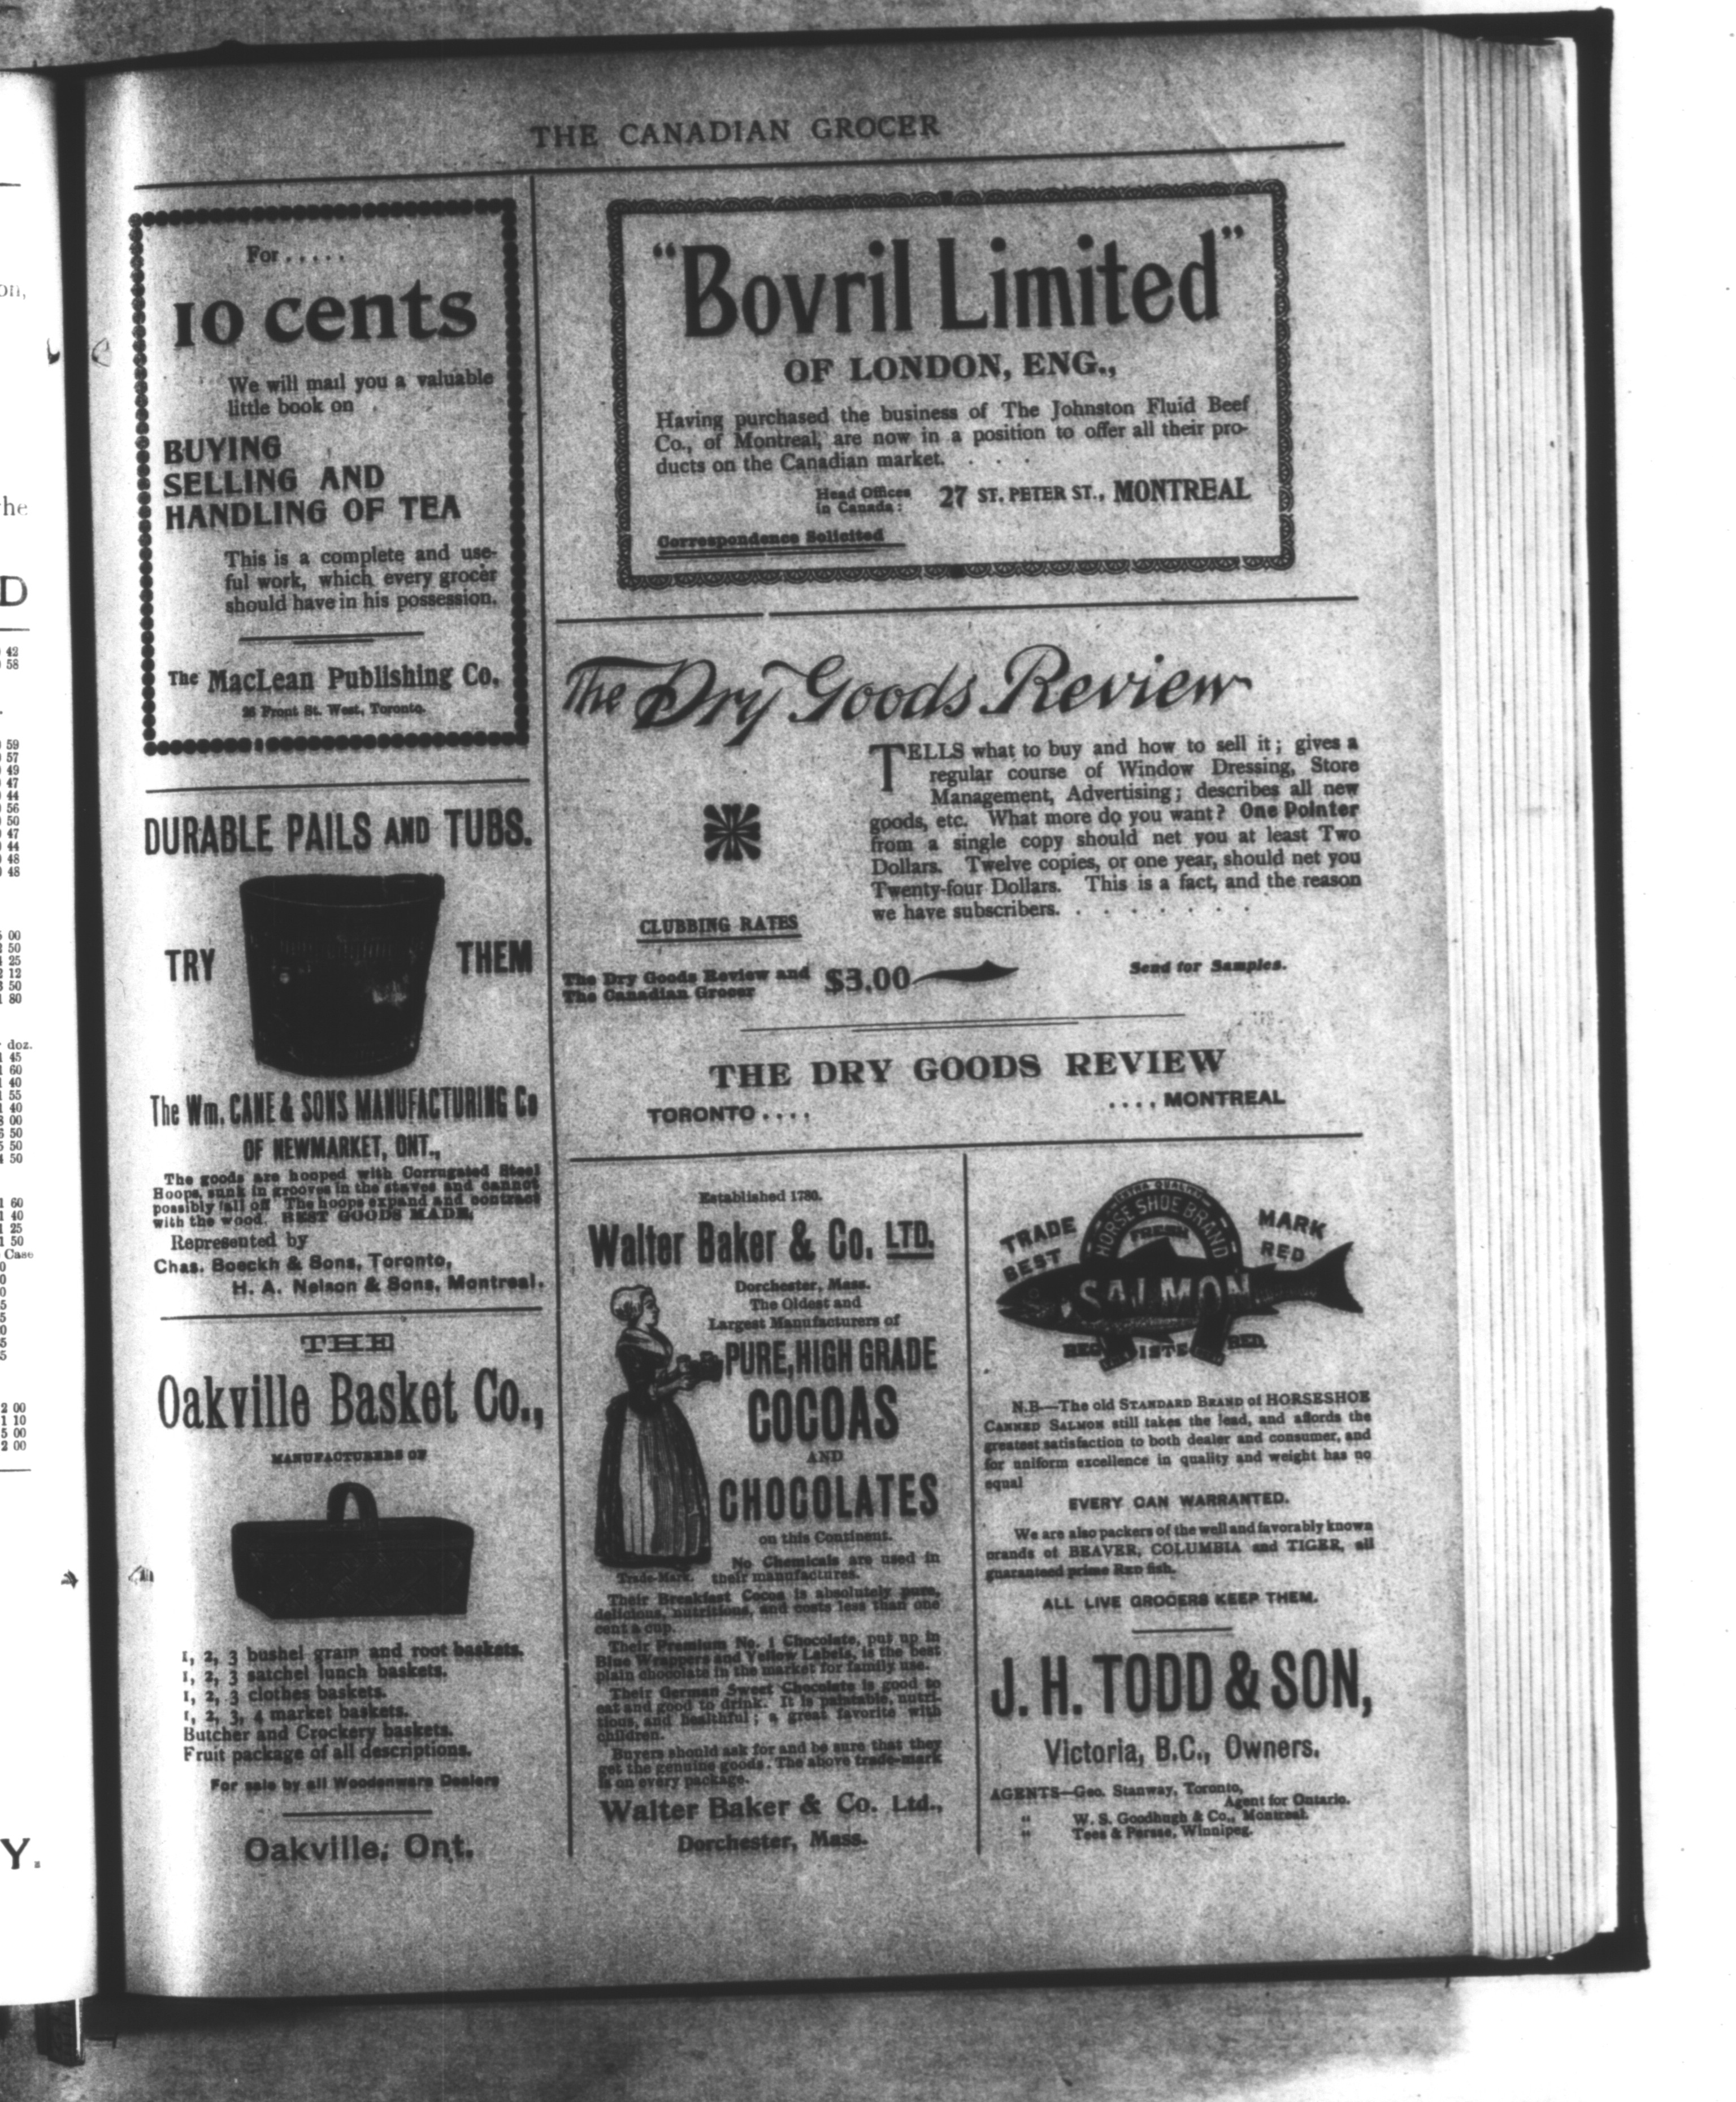 THE CANADIAN GROCER
For . . . . .
10 cents
We will mail you a valuable
little book on
BUYING
SELLING AND
HANDLING OF TEA
This is a complete and use-
ful work, which every grocer
should have in his possession.
The MacLean Publishing Co.
26 Front St. West, Toronto.
DURABLE PAILS AND TUBS.
TRY
THEM
The Wm. CANE & SONS MANUFACTURING Co
OF NEWMARKET, ONT.,
The goods are hooped with Corrugated Steel
Hoops, sunk in grooves in the staves and cannot
possibly fall off The hoops expand and contract
with the wood. BEST GOODS MADE.
Represented by
Chas. Boeckh & Sons, Toronto,
H. A. Nelson & Sons, Montreal.
THE
Oakville Basket Co.,
MANUFACTURERS OF
1, 2, 3 bushel grain and root baskets.
1, 2, 3 satchel lunch baskets.
1, 2, 3 clothes baskets.
1, 2, 3, 4 market baskets.
Butcher and Crockery baskets.
Fruit package of all descriptions.
For sale by all Woodenware Dealers
Oakville, Ont.
"Bovril Limited"
OF LONDON, ENG.,
Having purchased the business of The Johnston Fluid Beef
Co., of Montreal, are now in a position to offer all their pro-
ducts on the Canadian market. . . . .
Head Offices
in Canada:
27 ST. PETER ST., MONTREAL
Correspondence Solicited
The Dry Goods Review
TELLS what to buy and how to sell it; gives a
regular course of Window Dressing, Store
Management, Advertising; describes all new
goods, etc. What more do you want? One Pointer
from a single copy should net you at least Two
Dollars. Twelve copies, or one year, should net you
Twenty-four Dollars. This is a fact, and the reason
we have subscribers. . . . . . . .
CLUBBING RATES
The Dry Goods Review and
The Canadian Grocer
$3.00
Send for Samples.
THE DRY GOODS REVIEW
TORONTO . . . .
. . . . MONTREAL
Established 1780.
Walter Baker & Co. LTD.
Dorchester, Mass.
The Oldest and
Largest Manufacturers of
PURE, HIGH GRADE
COCOAS
AND
CHOCOLATES
on this Continent.
No Chemicals are used in
Trade-Mark. their manufactures.
Their Breakfast Cocoa is absolutely pure,
delicious, nutritious, and costs less than one
cent a cup.
Their Premium No. 1 Chocolate, put up in
Blue Wrappers and Yellow Labels, is the best
plain chocolate in the market for family use.
Their German Sweet Chocolate is good to
eat and good to drink. It is palatable, nutri-
tious, and healthful; a great favorite with
children.
Buyers should ask for and be sure that they
get the genuine goods. The above trade-mark
is on every package.
Walter Baker & Co. Ltd.,
Dorchester, Mass.
TRADE MARK
BEST RED
HORSE SHOE BRAND
FRESH
SALMON
REGISTERED
N.B—The old STANDARD BRAND of HORSESHOE
CANNED SALMON still takes the lead, and affords the
greatest satisfaction to both dealer and consumer, and
for uniform excellence in quality and weight has no
equal
EVERY CAN WARRANTED.
We are also packers of the well and favorably known
brands of BEAVER, COLUMBIA and TIGER, all
guaranteed prime RED fish.
ALL LIVE GROCERS KEEP THEM.
J. H. TODD & SON,
Victoria, B.C., Owners.
AGENTS—Geo. Stanway, Toronto,
Agent for Ontario.
" W. S. Goodhugh & Co., Montreal.
" Tees & Persse, Winnipeg.